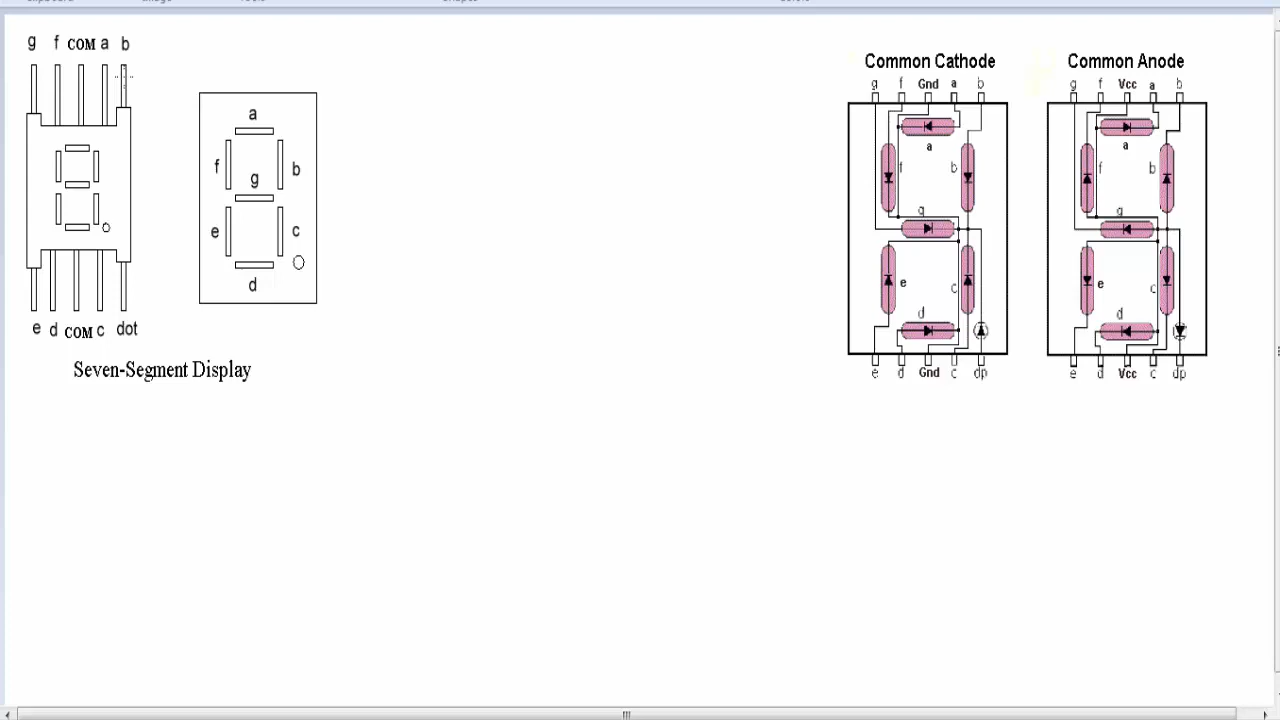 g f COM a b
a
f b
g
e c
d
e d COM c dot
Seven-Segment Display
Common Cathode
g f Gnd a b
a
f b
g
e c
d
e d Gnd c dp
Common Anode
g f Vcc a b
a
f b
g
e c
d
e d Vcc c dp